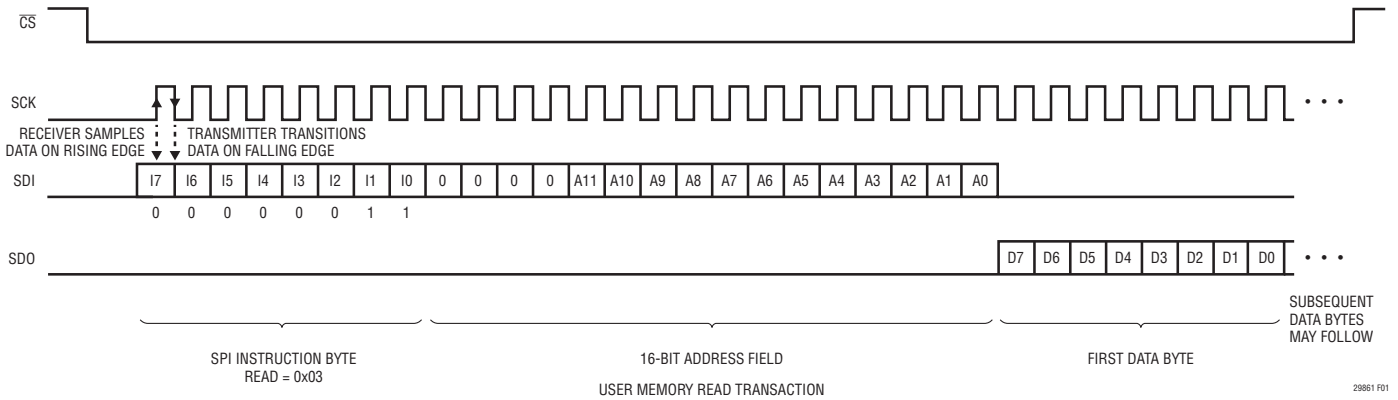 CS
SCK
• • •
RECEIVER SAMPLES
DATA ON RISING EDGE
TRANSMITTER TRANSITIONS
DATA ON FALLING EDGE
SDI I7 I6 I5 I4 I3 I2 I1 I0 0 0 0 0 A11 A10 A9 A8 A7 A6 A5 A4 A3 A2 A1 A0
0 0 0 0 0 0 1 1
SDO D7 D6 D5 D4 D3 D2 D1 D0 • • •
SPI INSTRUCTION BYTE
READ = 0x03
16-BIT ADDRESS FIELD
FIRST DATA BYTE
SUBSEQUENT
DATA BYTES
MAY FOLLOW
USER MEMORY READ TRANSACTION
29861 F01